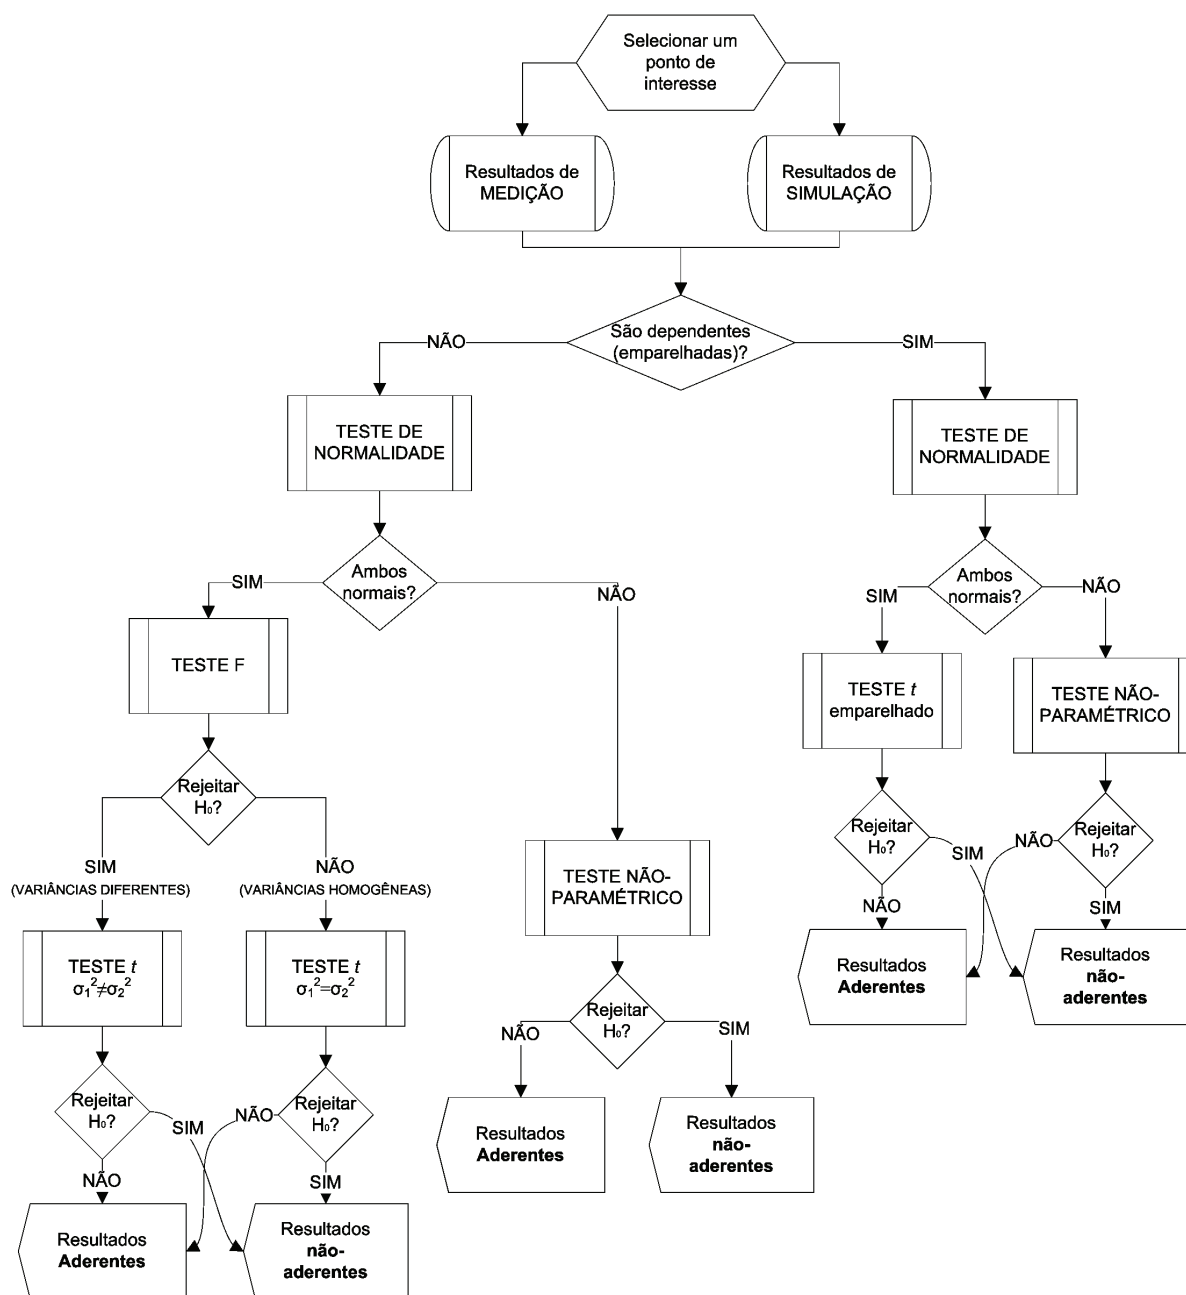 Selecionar um
ponto de
interesse
Resultados de
MEDIÇÃO
Resultados de
SIMULAÇÃO
São dependentes
(emparelhadas)?
NÃO
SIM
TESTE DE
NORMALIDADE
TESTE DE
NORMALIDADE
Ambos
normais?
SIM
NÃO
Ambos
normais?
SIM
NÃO
TESTE F
TESTE t
emparelhado
TESTE NÃO-
PARAMÉTRICO
Rejeitar
H₀?
Rejeitar
H₀?
SIM
NÃO
Rejeitar
H₀?
SIM
(VARIÂNCIAS DIFERENTES)
NÃO
(VARIÂNCIAS HOMOGÊNEAS)
TESTE NÃO-
PARAMÉTRICO
NÃO
SIM
TESTE t
σ₁²≠σ₂²
TESTE t
σ₁²=σ₂²
Resultados
Aderentes
Resultados
não-
aderentes
Rejeitar
H₀?
NÃO
SIM
Rejeitar
H₀?
SIM
NÃO
Rejeitar
H₀?
Resultados
Aderentes
Resultados
não-
aderentes
NÃO
SIM
Resultados
Aderentes
Resultados
não-
aderentes